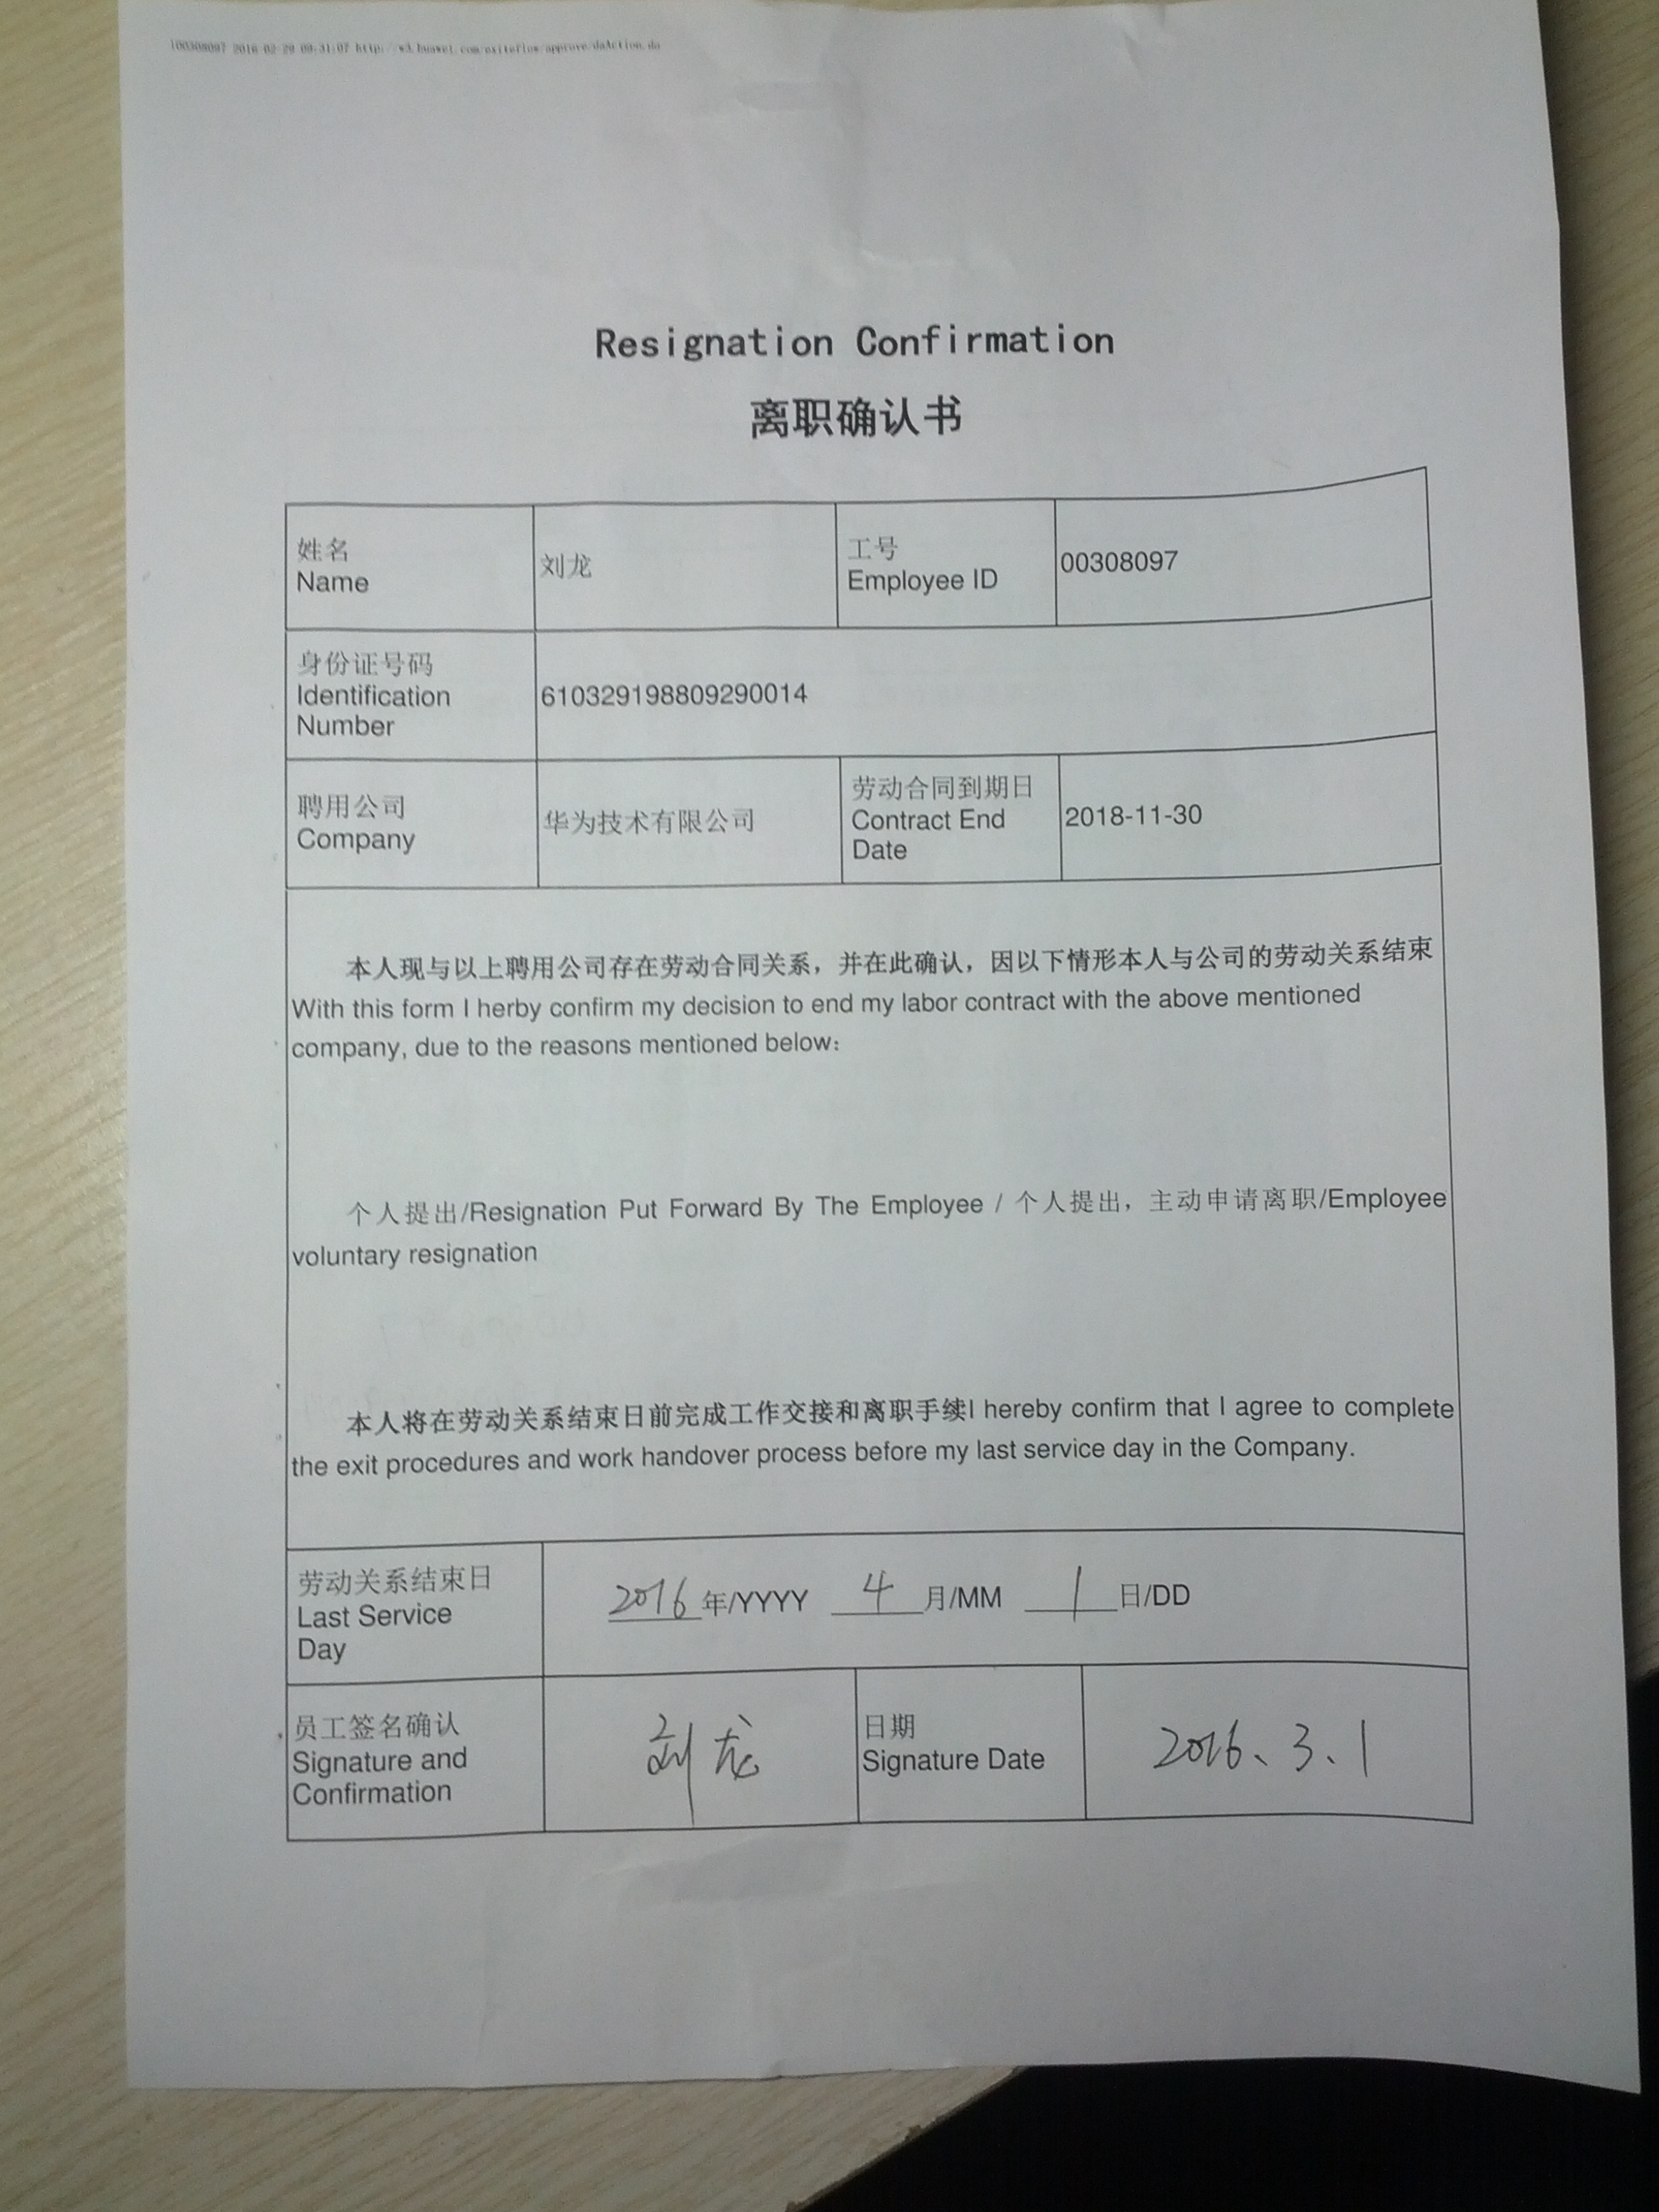 100308097 2016-02-29 09:31:07 http://w3.huawei.com/exiteflow/approve/doAction.do
Resignation Confirmation
离职确认书
姓名
Name
刘龙
工号
Employee ID
00308097
身份证号码
Identification
Number
610329198809290014
聘用公司
Company
华为技术有限公司
劳动合同到期日
Contract End
Date
2018-11-30
本人现与以上聘用公司存在劳动合同关系，并在此确认，因以下情形本人与公司的劳动关系结束
With this form I herby confirm my decision to end my labor contract with the above mentioned
company, due to the reasons mentioned below:
个人提出/Resignation Put Forward By The Employee / 个人提出，主动申请离职/Employee
voluntary resignation
本人将在劳动关系结束日前完成工作交接和离职手续I hereby confirm that I agree to complete
the exit procedures and work handover process before my last service day in the Company.
劳动关系结束日
Last Service
Day
2016 年/YYYY 4 月/MM 1 日/DD
员工签名确认
Signature and
Confirmation
刘龙
日期
Signature Date
2016、3、1